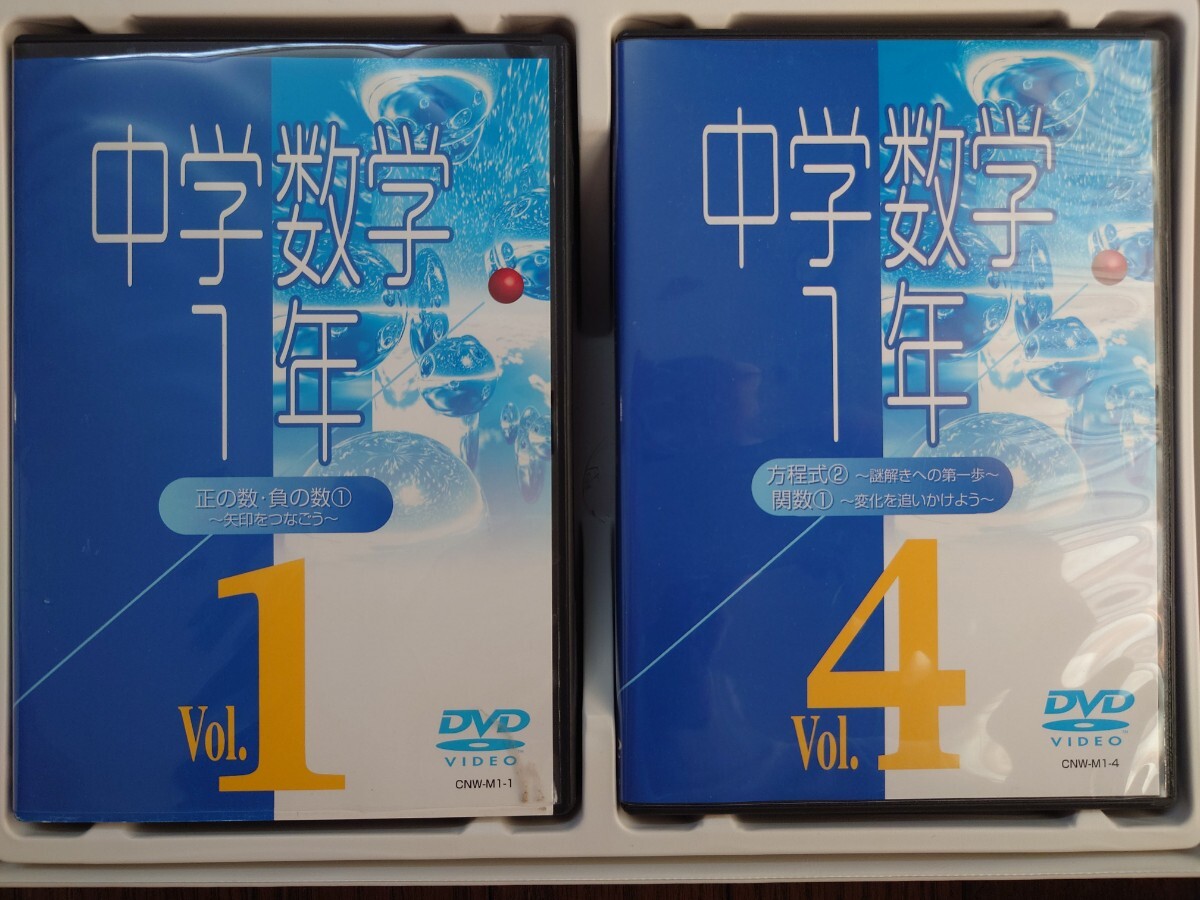 中学数学
1年
正の数・負の数①
~矢印をつなごう~
Vol.1
DVD
VIDEO
CNW-M1-1
中学数学
1年
方程式② ~謎解きへの第一歩~
関数① ~変化を追いかけよう~
Vol.4
DVD
VIDEO
CNW-M1-4